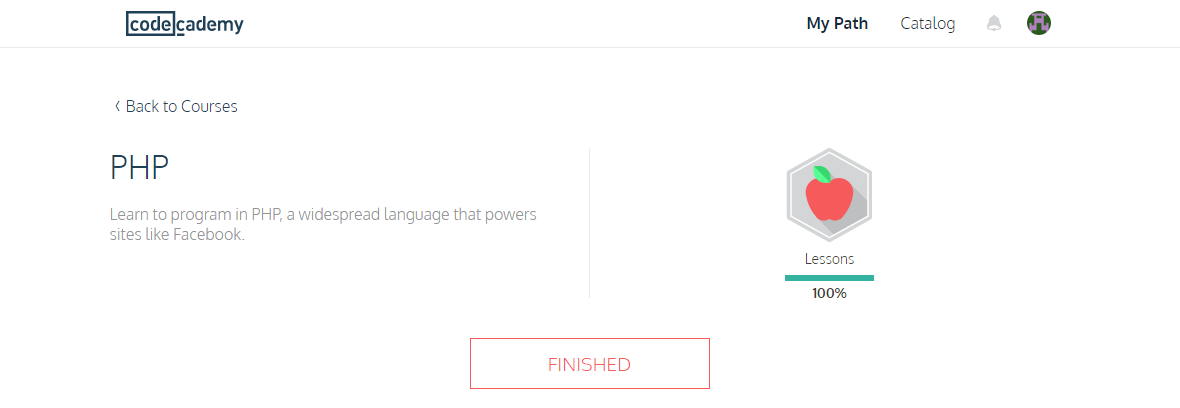 codecademy
My Path
Catalog
Back to Courses
PHP
Learn to program in PHP, a widespread language that powers
sites like Facebook.
Lessons
100%
FINISHED